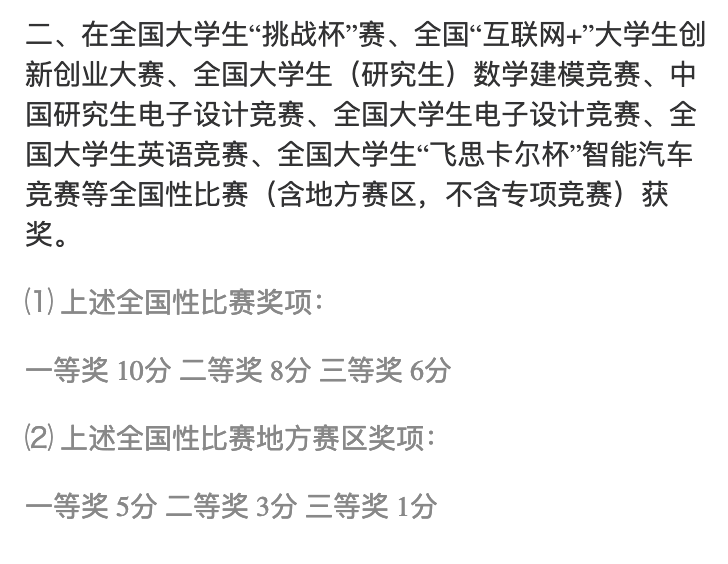 二、在全国大学生“挑战杯”赛、全国“互联网+”大学生创
新创业大赛、全国大学生（研究生）数学建模竞赛、中
国研究生电子设计竞赛、全国大学生电子设计竞赛、全
国大学生英语竞赛、全国大学生“飞思卡尔杯”智能汽车
竞赛等全国性比赛（含地方赛区，不含专项竞赛）获
奖。
⑴ 上述全国性比赛奖项：
一等奖 10分 二等奖 8分 三等奖 6分
⑵ 上述全国性比赛地方赛区奖项：
一等奖 5分 二等奖 3分 三等奖 1分